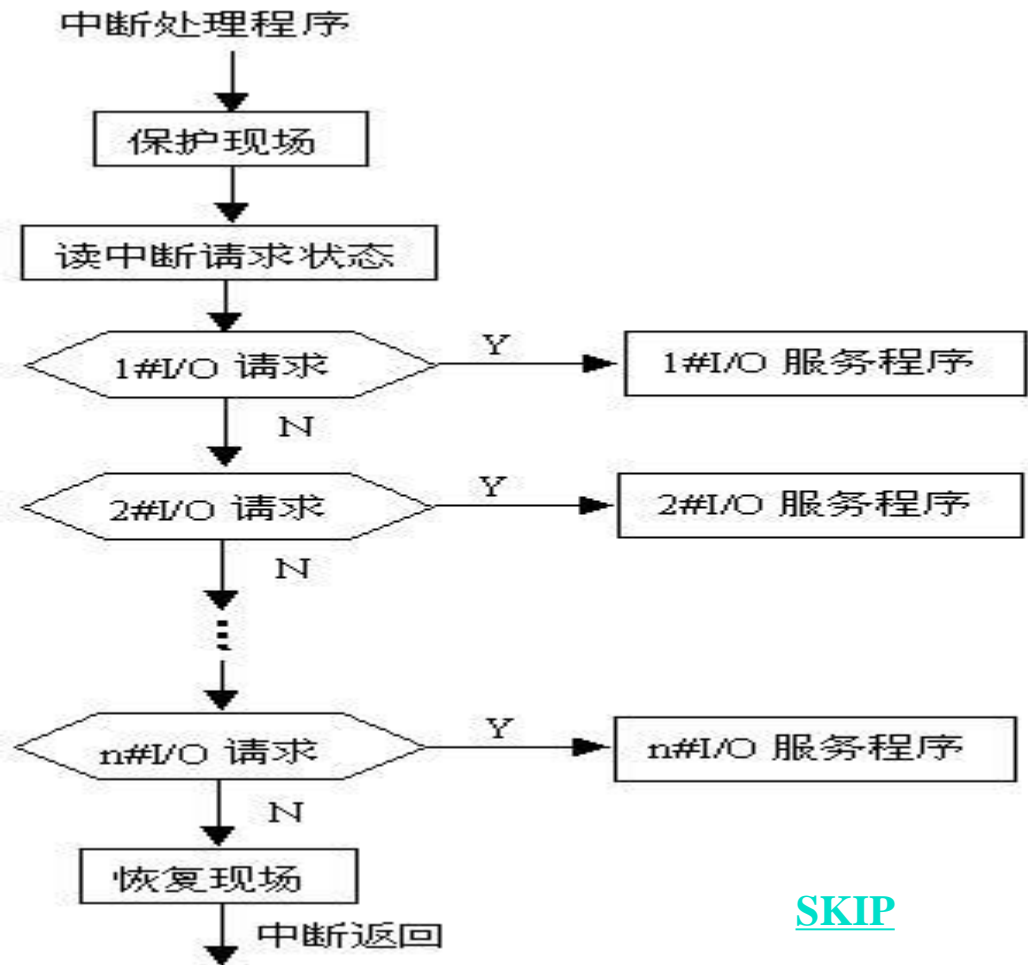 中断处理程序
保护现场
读中断请求状态
1#I/O 请求
Y
1#I/O 服务程序
N
2#I/O 请求
Y
2#I/O 服务程序
N
n#I/O 请求
Y
n#I/O 服务程序
N
恢复现场
SKIP
中断返回